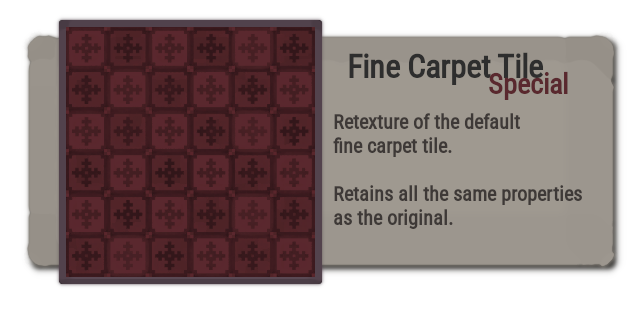 Fine Carpet Tile
Special
Retexture of the default
fine carpet tile.
Retains all the same properties
as the original.